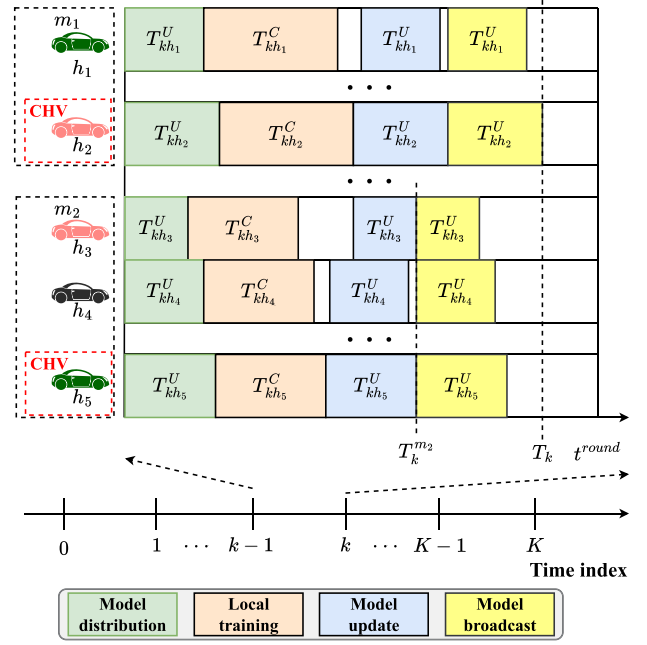 m₁
h₁
T^U_{kh₁} T^C_{kh₁} T^U_{kh₁} T^U_{kh₁}
• • •
CHV
h₂
T^U_{kh₂} T^C_{kh₂} T^U_{kh₂} T^U_{kh₂}
• • •
m₂
h₃
T^U_{kh₃} T^C_{kh₃} T^U_{kh₃} T^U_{kh₃}
h₄
T^U_{kh₄} T^C_{kh₄} T^U_{kh₄} T^U_{kh₄}
• • •
CHV
h₅
T^U_{kh₅} T^C_{kh₅} T^U_{kh₅} T^U_{kh₅}
T^{m₂}_k T_k t^{round}
0 1 ··· k − 1 k ··· K − 1 K
Time index
Model distribution
Local training
Model update
Model broadcast